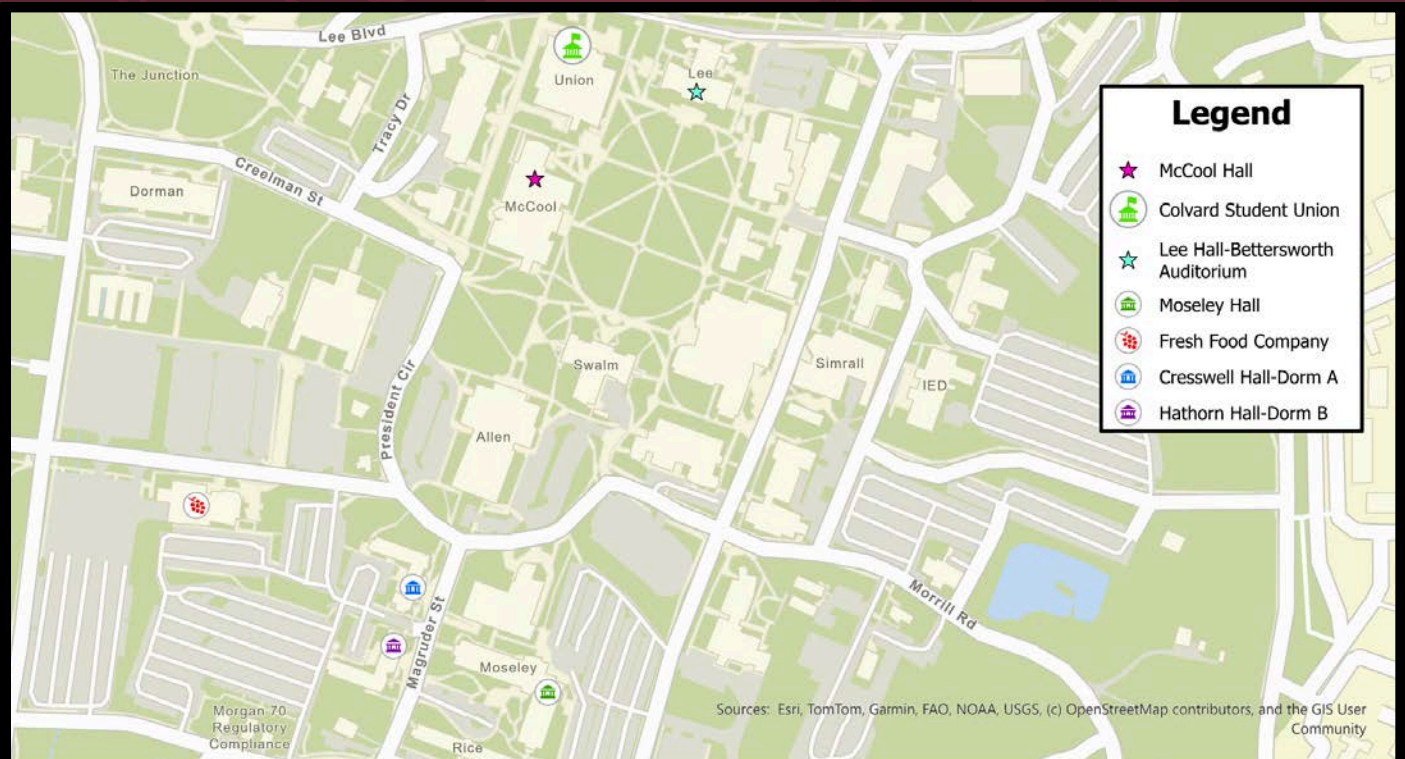 Lee Blvd
The Junction
Tracy Dr
Union
Lee
Creelman St
Dorman
McCool
President Cir
Swalm
Simrall
IED
Allen
Morrill Rd
Magruder St
Moseley
Morgan 70
Regulatory
Compliance
Rice
Legend
McCool Hall
Colvard Student Union
Lee Hall-Bettersworth
Auditorium
Moseley Hall
Fresh Food Company
Cresswell Hall-Dorm A
Hathorn Hall-Dorm B
Sources: Esri, TomTom, Garmin, FAO, NOAA, USGS, (c) OpenStreetMap contributors, and the GIS User
Community